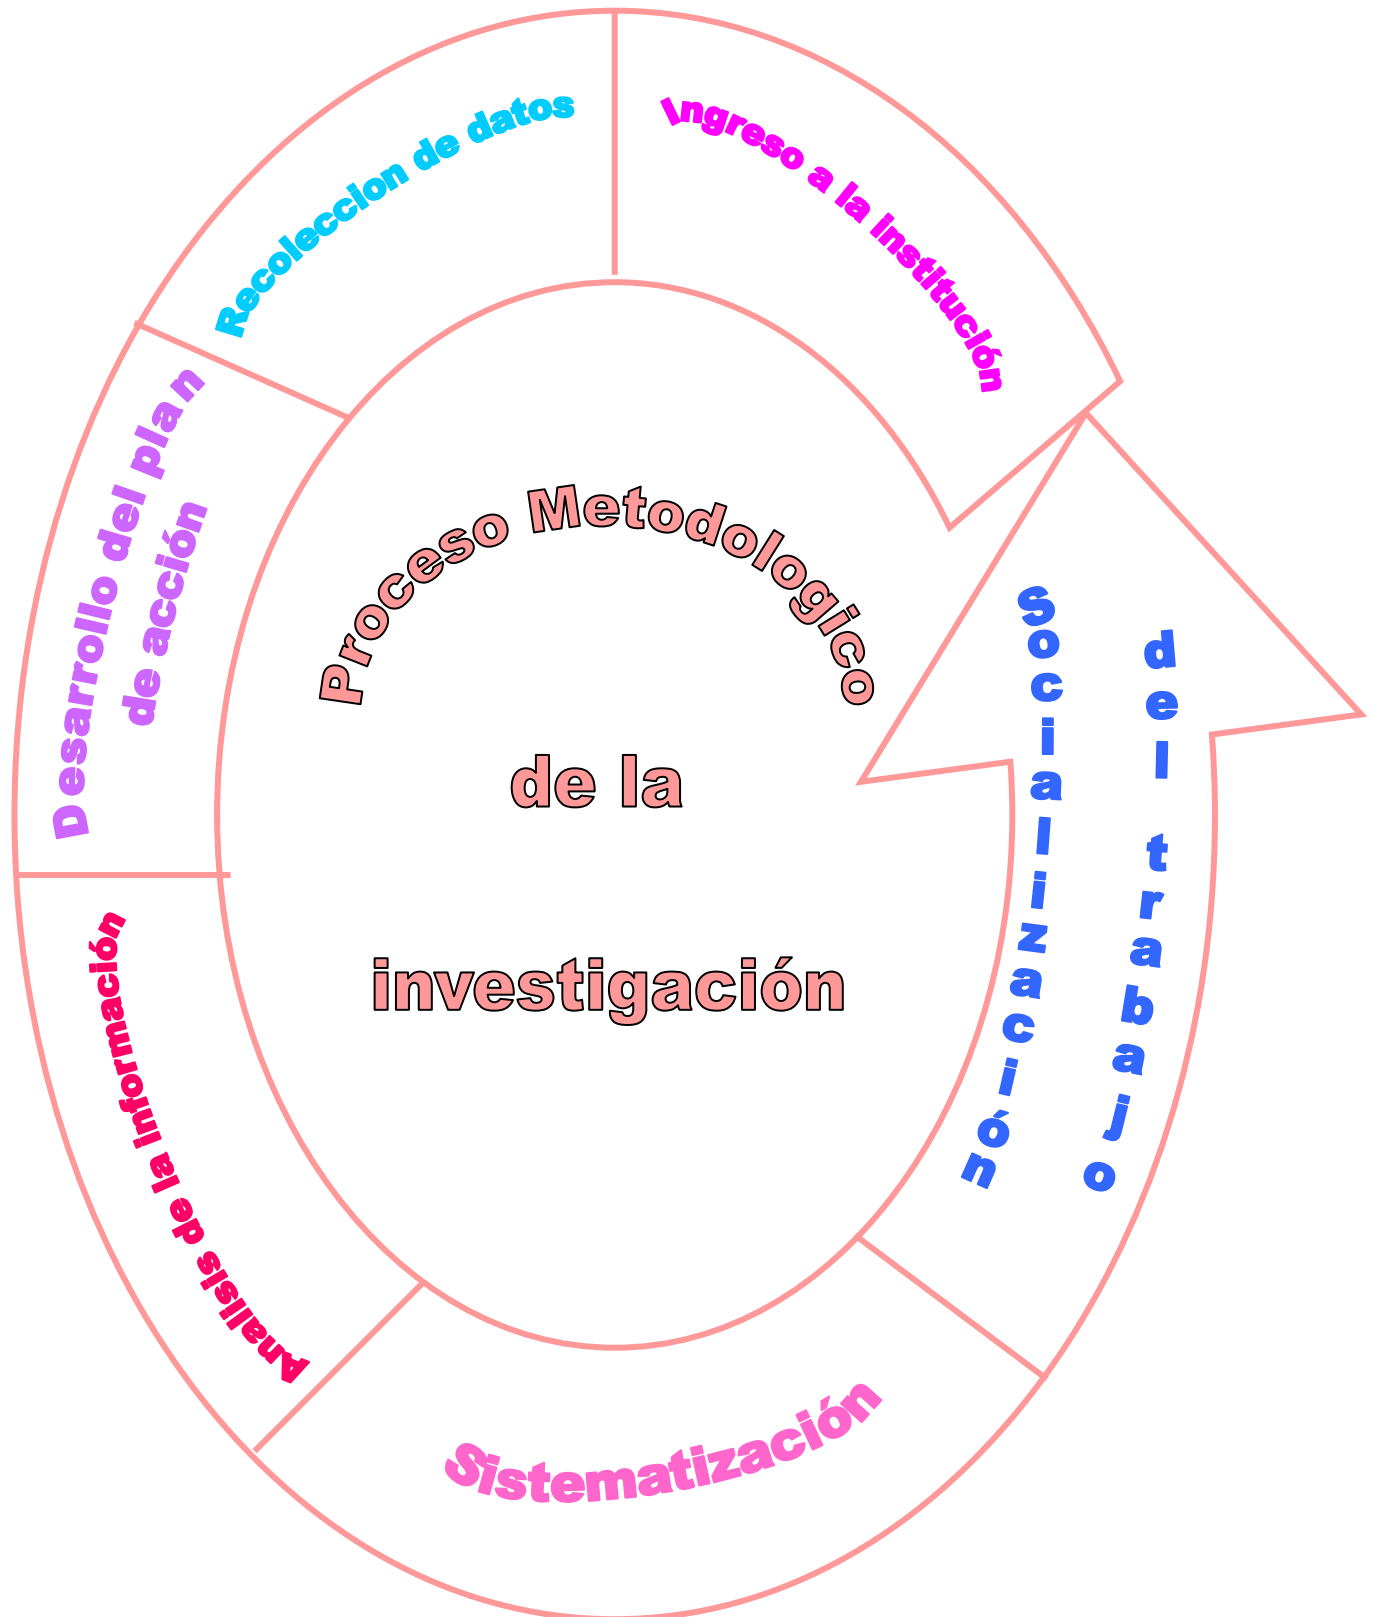 Proceso Metodologico
de la
investigación
Ingreso a la institución
Recoleccion de datos
Desarrollo del plan
de acción
Analisis de la información
Sistematización
Socialización
del trabajo